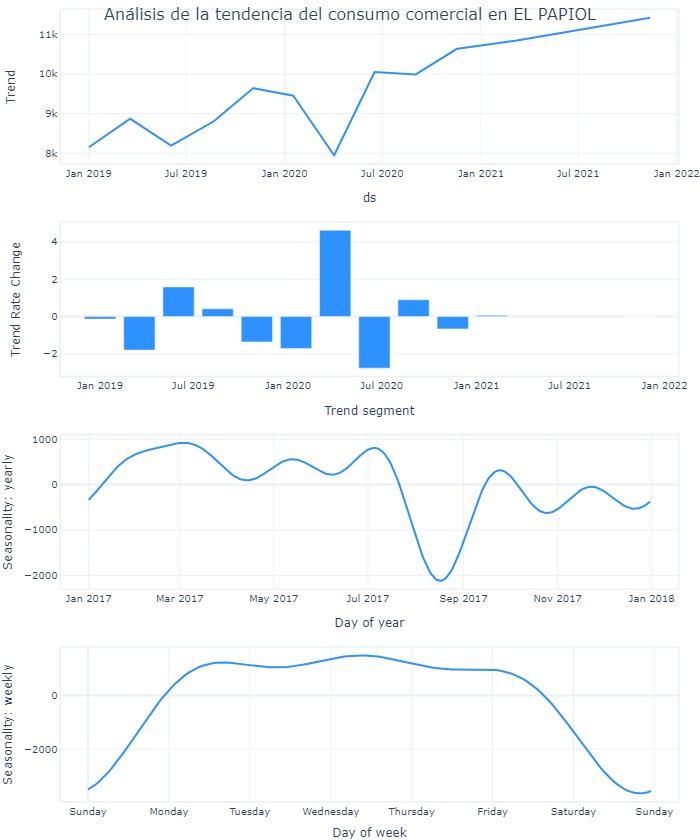 Análisis de la tendencia del consumo comercial en EL PAPIOL
11k
10k
9k
8k
Trend
Jan 2019 Jul 2019 Jan 2020 Jul 2020 Jan 2021 Jul 2021 Jan 2022
ds
4
2
0
−2
Trend Rate Change
Jan 2019 Jul 2019 Jan 2020 Jul 2020 Jan 2021 Jul 2021 Jan 2022
Trend segment
1000
0
−1000
−2000
Seasonality: yearly
Jan 2017 Mar 2017 May 2017 Jul 2017 Sep 2017 Nov 2017 Jan 2018
Day of year
0
−2000
Seasonality: weekly
Sunday Monday Tuesday Wednesday Thursday Friday Saturday Sunday
Day of week